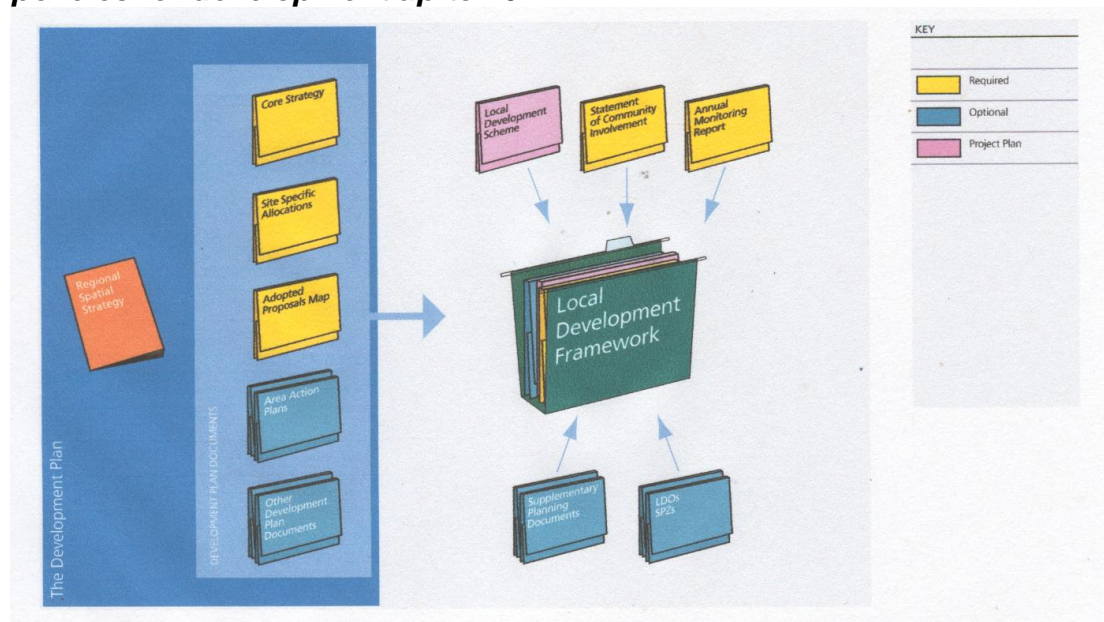 The Development Plan
Regional
Spatial
Strategy
DEVELOPMENT PLAN DOCUMENTS
Core Strategy
Site Specific
Allocations
Adopted
Proposals Map
Area Action
Plans
Other
Development
Plan
Documents
Local
Development
Scheme
Statement
of Community
Involvement
Annual
Monitoring
Report
Local
Development
Framework
Supplementary
Planning
Documents
LDOs
SPZs
KEY
Required
Optional
Project Plan